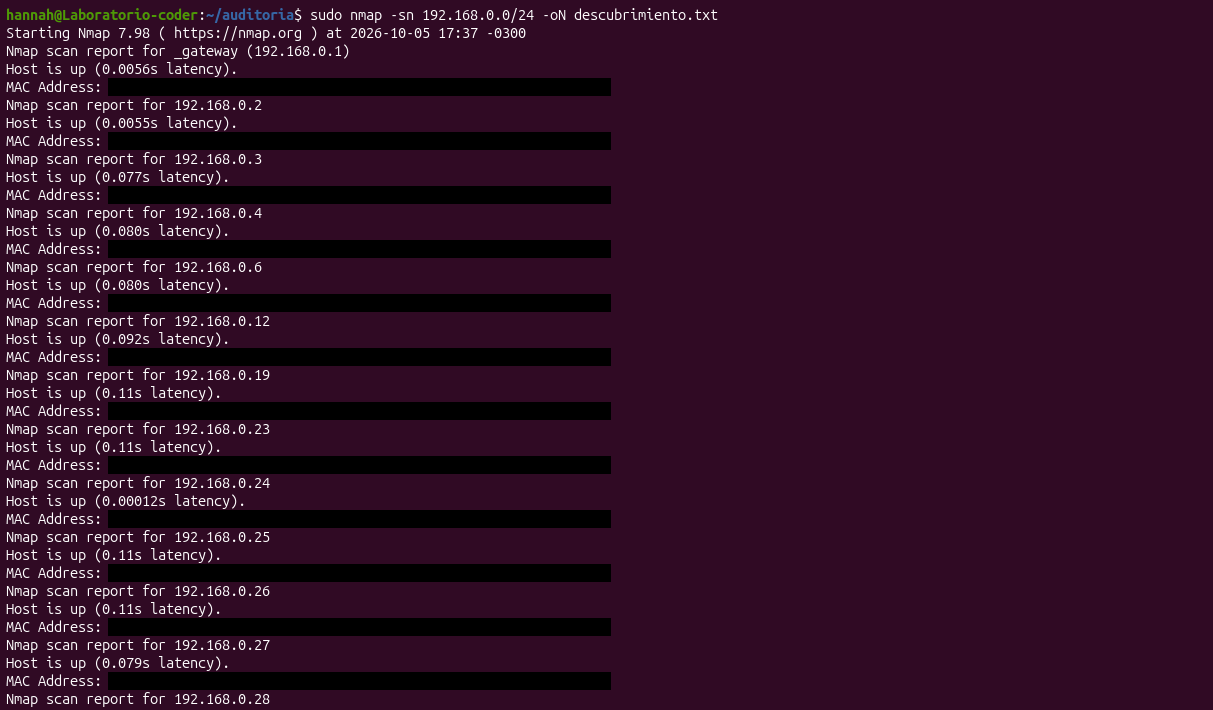 hannah@Laboratorio-coder:~/auditoria$ sudo nmap -sn 192.168.0.0/24 -oN descubrimiento.txt
Starting Nmap 7.98 ( https://nmap.org ) at 2026-10-05 17:37 -0300
Nmap scan report for _gateway (192.168.0.1)
Host is up (0.0056s latency).
MAC Address:
Nmap scan report for 192.168.0.2
Host is up (0.0055s latency).
MAC Address:
Nmap scan report for 192.168.0.3
Host is up (0.077s latency).
MAC Address:
Nmap scan report for 192.168.0.4
Host is up (0.080s latency).
MAC Address:
Nmap scan report for 192.168.0.6
Host is up (0.080s latency).
MAC Address:
Nmap scan report for 192.168.0.12
Host is up (0.092s latency).
MAC Address:
Nmap scan report for 192.168.0.19
Host is up (0.11s latency).
MAC Address:
Nmap scan report for 192.168.0.23
Host is up (0.11s latency).
MAC Address:
Nmap scan report for 192.168.0.24
Host is up (0.00012s latency).
MAC Address:
Nmap scan report for 192.168.0.25
Host is up (0.11s latency).
MAC Address:
Nmap scan report for 192.168.0.26
Host is up (0.11s latency).
MAC Address:
Nmap scan report for 192.168.0.27
Host is up (0.079s latency).
MAC Address:
Nmap scan report for 192.168.0.28